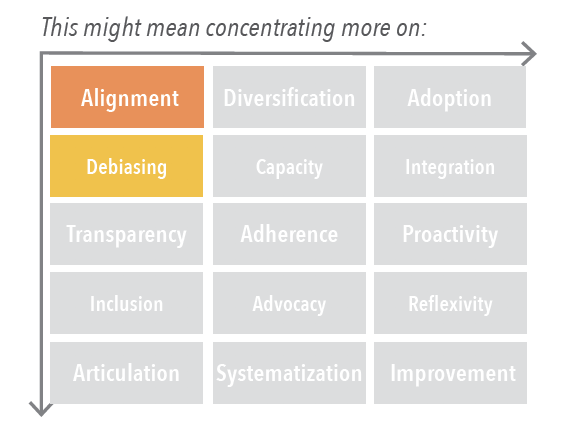 This might mean concentrating more on:
Alignment Diversification Adoption
Debiasing Capacity Integration
Transparency Adherence Proactivity
Inclusion Advocacy Reflexivity
Articulation Systematization Improvement